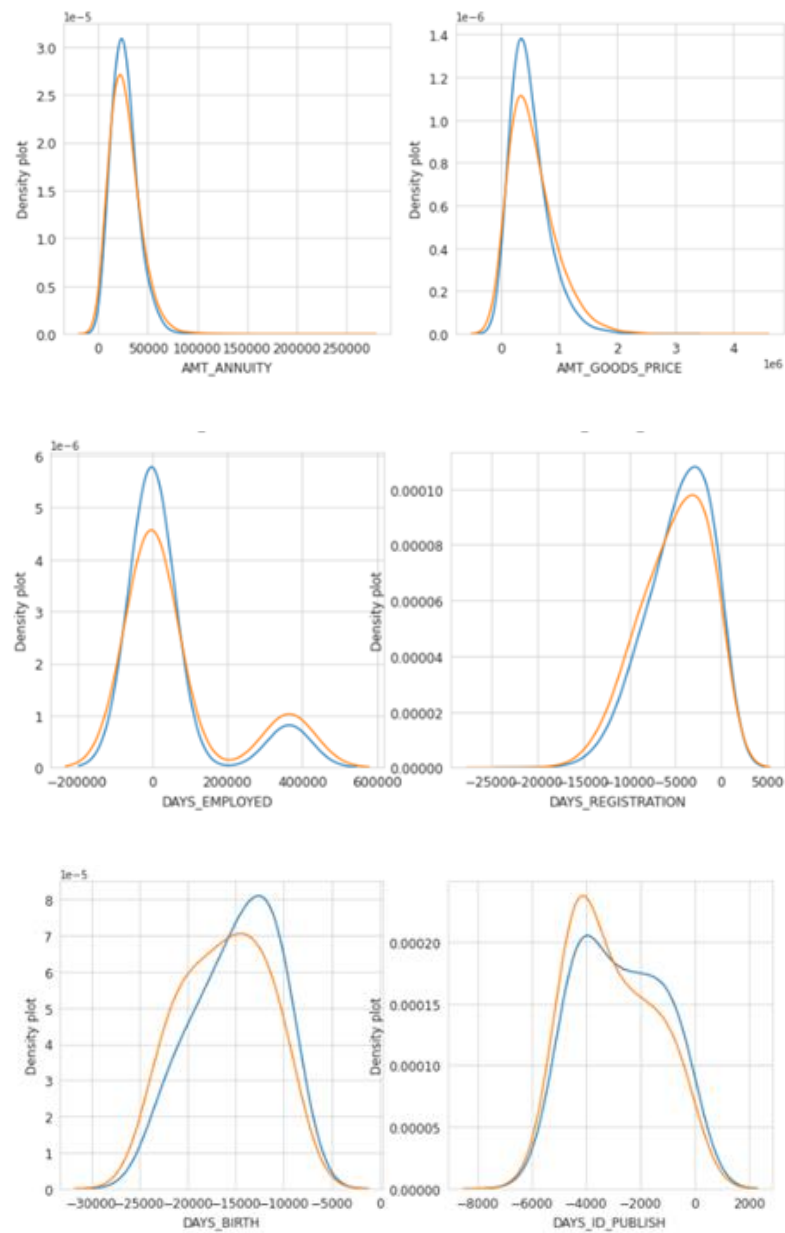 1e−5
3.0
2.5
2.0
1.5
1.0
0.5
0.0
Density plot
0 50000 100000 150000 200000 250000
AMT_ANNUITY
1e−6
1.4
1.2
1.0
0.8
0.6
0.4
0.2
0.0
Density plot
0 1 2 3 4
1e6
AMT_GOODS_PRICE
1e−6
6
5
4
3
2
1
0
Density plot
−200000 0 200000 400000 600000
DAYS_EMPLOYED
0.00010
0.00008
0.00006
0.00004
0.00002
0.00000
Density plot
−25000 −20000 −15000 −10000 −5000 0 5000
DAYS_REGISTRATION
1e−5
8
7
6
5
4
3
2
1
0
Density plot
−30000 −25000 −20000 −15000 −10000 −5000 0
DAYS_BIRTH
0.00020
0.00015
0.00010
0.00005
0.00000
Density plot
−8000 −6000 −4000 −2000 0 2000
DAYS_ID_PUBLISH